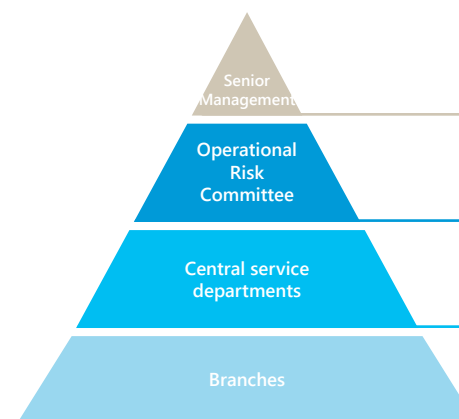 Senior
Management
Operational
Risk
Committee
Central service
departments
Branches